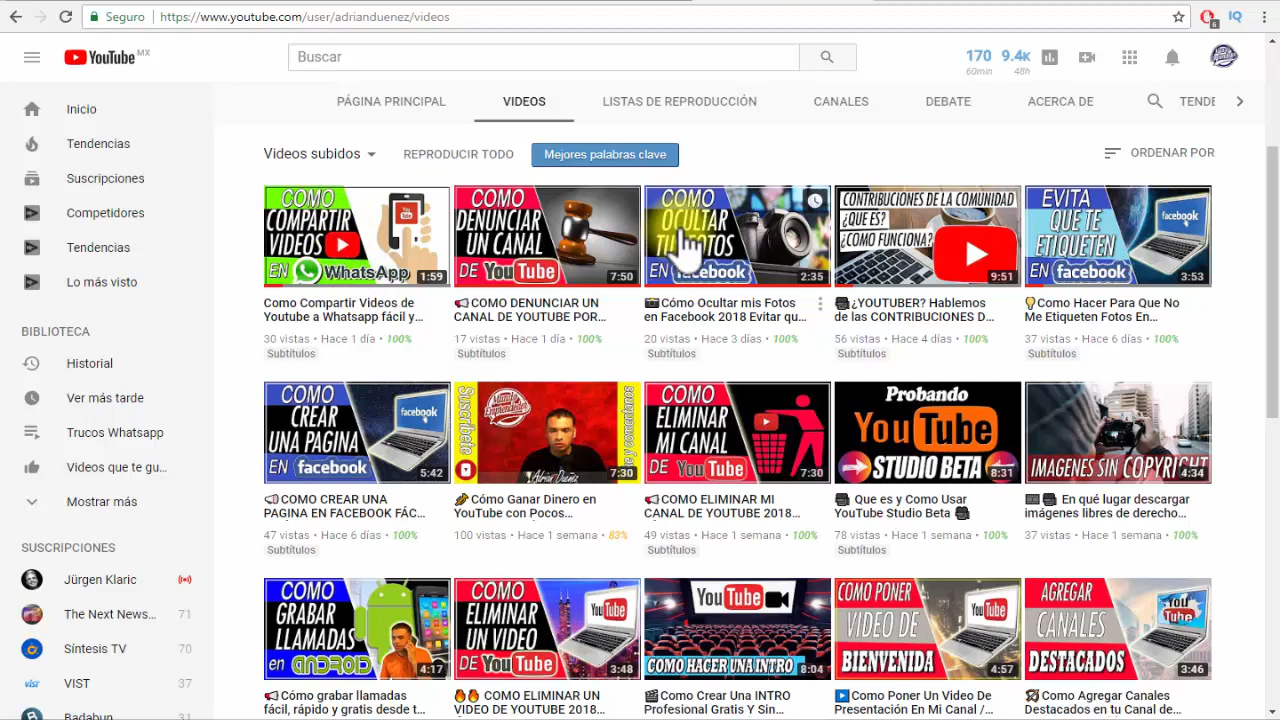 Seguro
https://www.youtube.com/user/adrianduenez/videos
6
IQ
YouTube MX
Buscar
170
60min
9.4K
48h
PÁGINA PRINCIPAL
VIDEOS
LISTAS DE REPRODUCCIÓN
CANALES
DEBATE
ACERCA DE
TENDE
Inicio
Tendencias
Suscripciones
Competidores
Tendencias
Lo más visto
BIBLIOTECA
Historial
Ver más tarde
Trucos Whatsapp
Videos que te gu...
Mostrar más
SUSCRIPCIONES
Jürgen Klaric
The Next News... 71
Síntesis TV 70
VIST 37
Badabun 31
Videos subidos
REPRODUCIR TODO
Mejores palabras clave
ORDENAR POR
COMO
COMPARTIR
VIDEOS
EN WhatsApp
1:59
Como Compartir Videos de
Youtube a Whatsapp fácil y...
30 vistas • Hace 1 día • 100%
Subtítulos
COMO
DENUNCIAR
UN CANAL
DE YouTube
7:50
COMO DENUNCIAR UN
CANAL DE YOUTUBE POR...
17 vistas • Hace 1 día • 100%
Subtítulos
COMO
OCULTAR
TUS FOTOS
EN facebook
2:35
Cómo Ocultar mis Fotos
en Facebook 2018 Evitar qu...
20 vistas • Hace 3 días • 100%
Subtítulos
CONTRIBUCIONES DE LA COMUNIDAD
¿QUE ES?
¿COMO FUNCIONA?
9:51
¿YOUTUBER? Hablemos
de las CONTRIBUCIONES D...
56 vistas • Hace 4 días • 100%
Subtítulos
EVITA
QUE TE
ETIQUETEN
EN facebook
facebook
3:53
Como Hacer Para Que No
Me Etiqueten Fotos En...
37 vistas • Hace 6 días • 100%
Subtítulos
COMO
CREAR
UNA PAGINA
EN facebook
facebook
5:42
COMO CREAR UNA
PAGINA EN FACEBOOK FÁC...
47 vistas • Hace 6 días • 100%
Subtítulos
Suscríbete
Adrian Dueñez
7:30
Cómo Ganar Dinero en
YouTube con Pocos...
100 vistas • Hace 1 semana • 83%
COMO
ELIMINAR
MI CANAL
DE YouTube
7:30
COMO ELIMINAR MI
CANAL DE YOUTUBE 2018...
49 vistas • Hace 1 semana • 100%
Subtítulos
Probando
YouTube
STUDIO BETA
8:31
Que es y Como Usar
YouTube Studio Beta
78 vistas • Hace 1 semana • 100%
Subtítulos
IMAGENES SIN COPYRIGHT
4:34
En qué lugar descargar
imágenes libres de derecho...
37 vistas • Hace 1 semana • 100%
COMO
GRABAR
LLAMADAS
en ANDROID
4:17
Cómo grabar llamadas
fácil, rápido y gratis desde t...
COMO
ELIMINAR
UN VIDEO
DE YouTube
YouTube
3:48
COMO ELIMINAR UN
VIDEO DE YOUTUBE 2018...
YouTube
COMO HACER UNA INTRO
8:04
Como Crear Una INTRO
Profesional Gratis Y Sin...
COMO PONER
VIDEO DE
BIENVENIDA
YouTube
4:57
Como Poner Un Video De
Presentación En Mi Canal /...
AGREGAR
CANALES
DESTACADOS
YouTube
3:46
Como Agregar Canales
Destacados en tu Canal de...